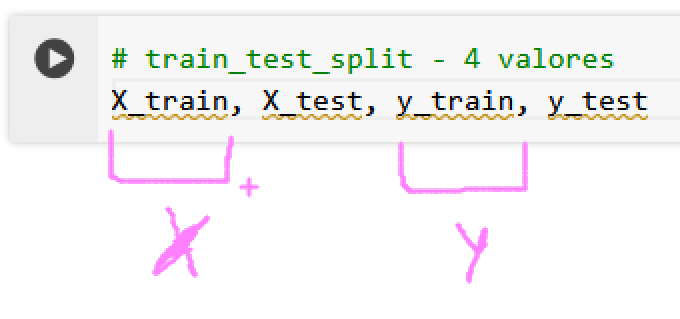 # train_test_split - 4 valores
X_train, X_test, y_train, y_test
+
X Y